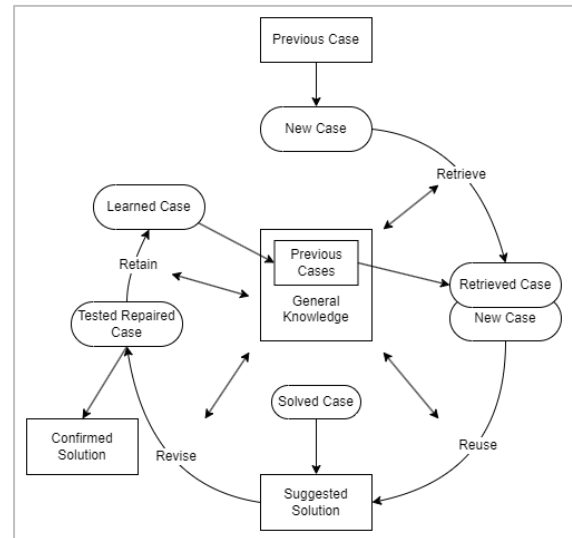 Previous Case
New Case
Retrieve
Learned Case
Previous
Cases
General
Knowledge
Retain
Retrieved Case
New Case
Tested Repaired
Case
Solved Case
Confirmed
Solution
Revise
Reuse
Suggested
Solution